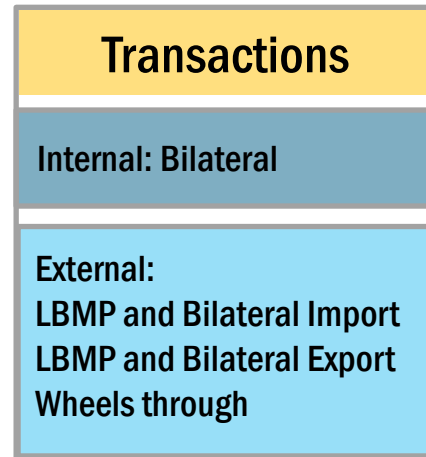 Transactions
Internal: Bilateral
External:
LBMP and Bilateral Import
LBMP and Bilateral Export
Wheels through